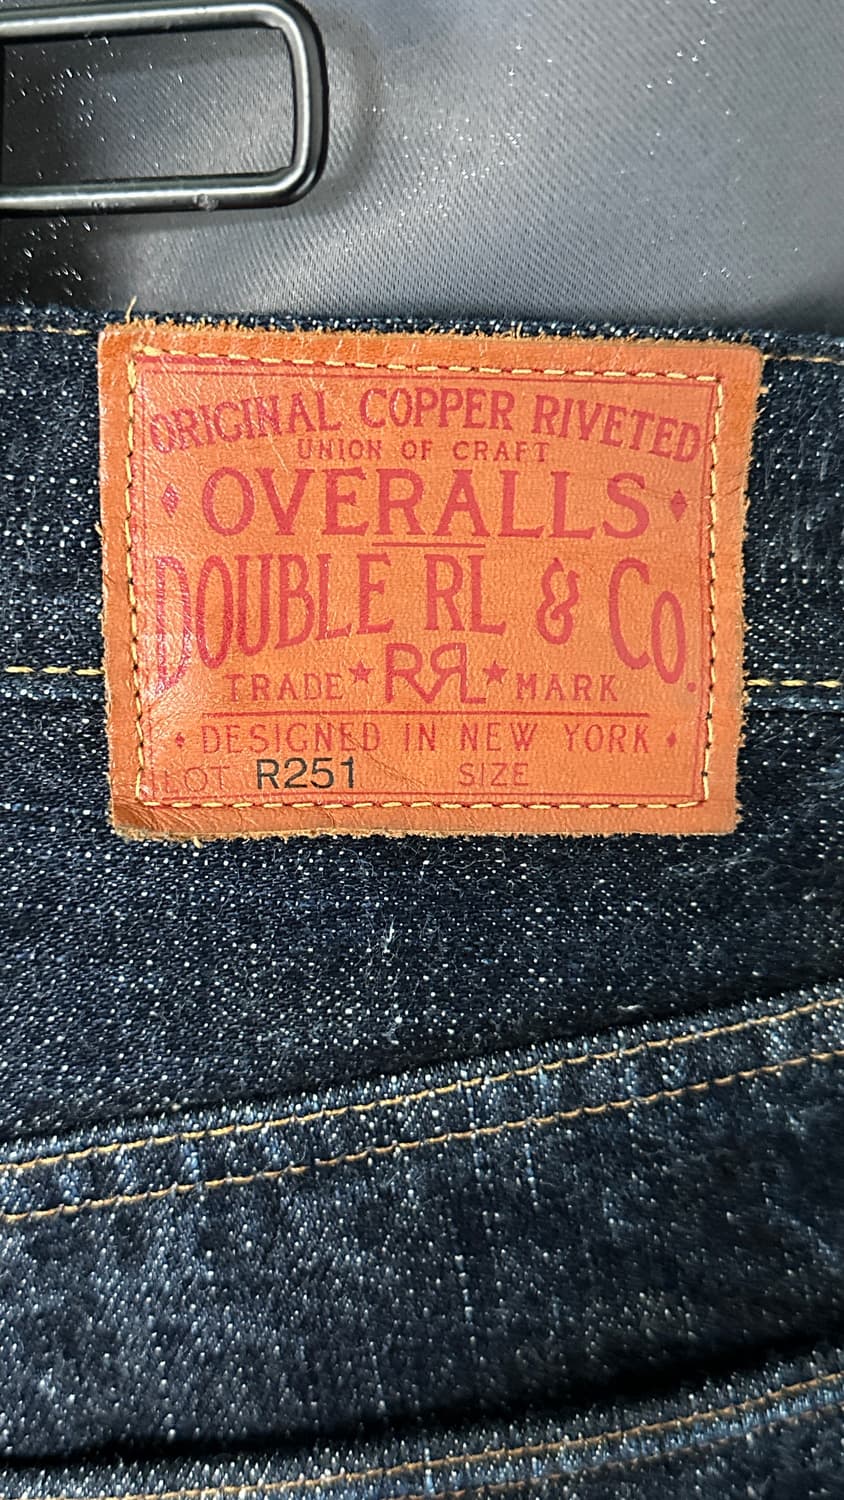 ORIGINAL COPPER RIVETED
UNION OF CRAFT
OVERALLS
DOUBLE RL & CO.
TRADE ★ RRL ★ MARK
• DESIGNED IN NEW YORK •
LOT R251 SIZE